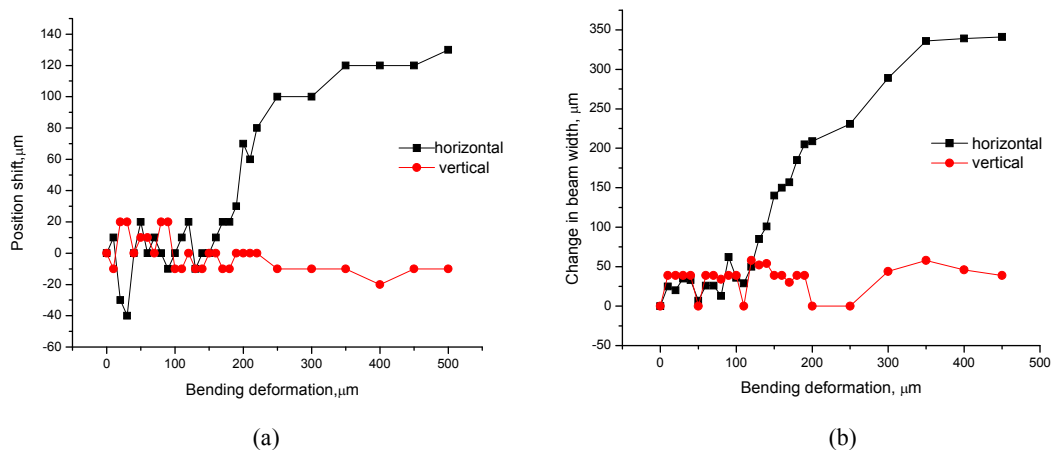 140
120
100
80
60
40
20
0
-20
-40
-60
0 100 200 300 400 500
Position shift,μm
Bending deformation,μm
horizontal
vertical
(a)
350
300
250
200
150
100
50
0
-50
0 100 200 300 400 500
Change in beam width, μm
Bending deformation, μm
horizontal
vertical
(b)